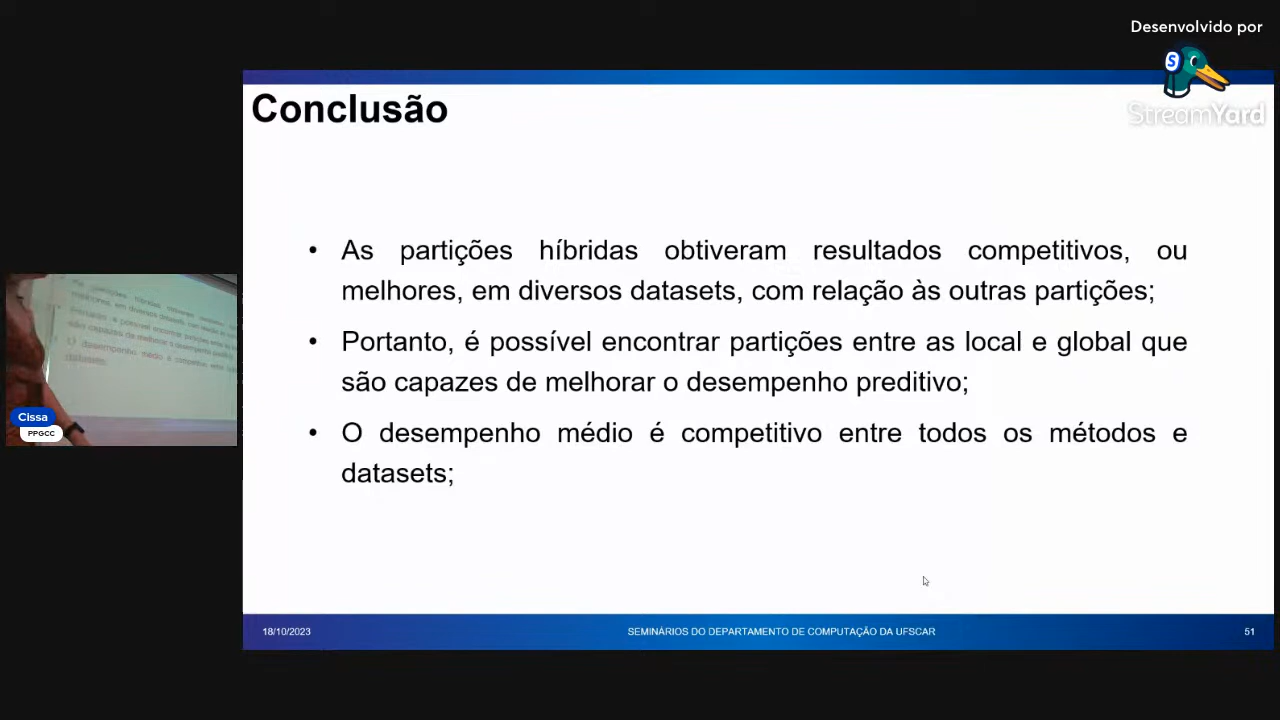 Desenvolvido por
StreamYard
Conclusão
• As partições híbridas obtiveram resultados competitivos, ou
melhores, em diversos datasets, com relação às outras partições;
• Portanto, é possível encontrar partições entre as local e global que
são capazes de melhorar o desempenho preditivo;
• O desempenho médio é competitivo entre todos os métodos e
datasets;
Cissa
PPGCC
18/10/2023
SEMINÁRIOS DO DEPARTAMENTO DE COMPUTAÇÃO DA UFSCAR
51